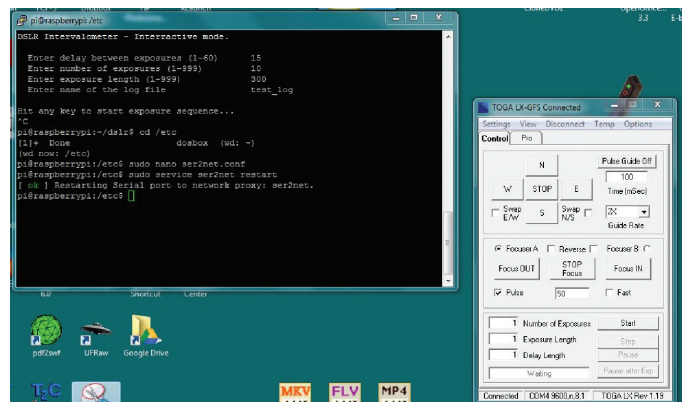 pi@raspberrypi: /etc
DSLR Intervalometer - Interractive mode.
Enter delay between exposures (1-60) 15
Enter number of exposures (1-999) 10
Enter exposure length (1-999) 300
Enter name of the log file test_log
Hit any key to start exposure sequence...
^C
pi@raspberrypi:~/dslr$ cd /etc
[1]+ Done dosbox (wd: ~)
(wd now: /etc)
pi@raspberrypi:/etc$ sudo nano ser2net.conf
pi@raspberrypi:/etc$ sudo service ser2net restart
[ ok ] Restarting Serial port to network proxy: ser2net.
pi@raspberrypi:/etc$
3.3
6.0
Shortcut
Center
pdf2swf
UFRaw
Google Drive
MKV
FLV
MP4
TOGA LX-GFS Connected
Settings View Disconnect Temp Options
Control Pro
N
W STOP E
S
Swap E/W
Swap N/S
Pulse Guide Off
100
Time (mSec)
2X
Guide Rate
Focuser A Reverse Focuser B
Focus OUT STOP Focus Focus IN
Pulse 50 Fast
1 Number of Exposures Start
1 Exposure Length Stop
1 Delay Length Pause
Waiting Pause after Exp
Connected COM4 9600,n,8,1 TOGA LX Rev 1.19